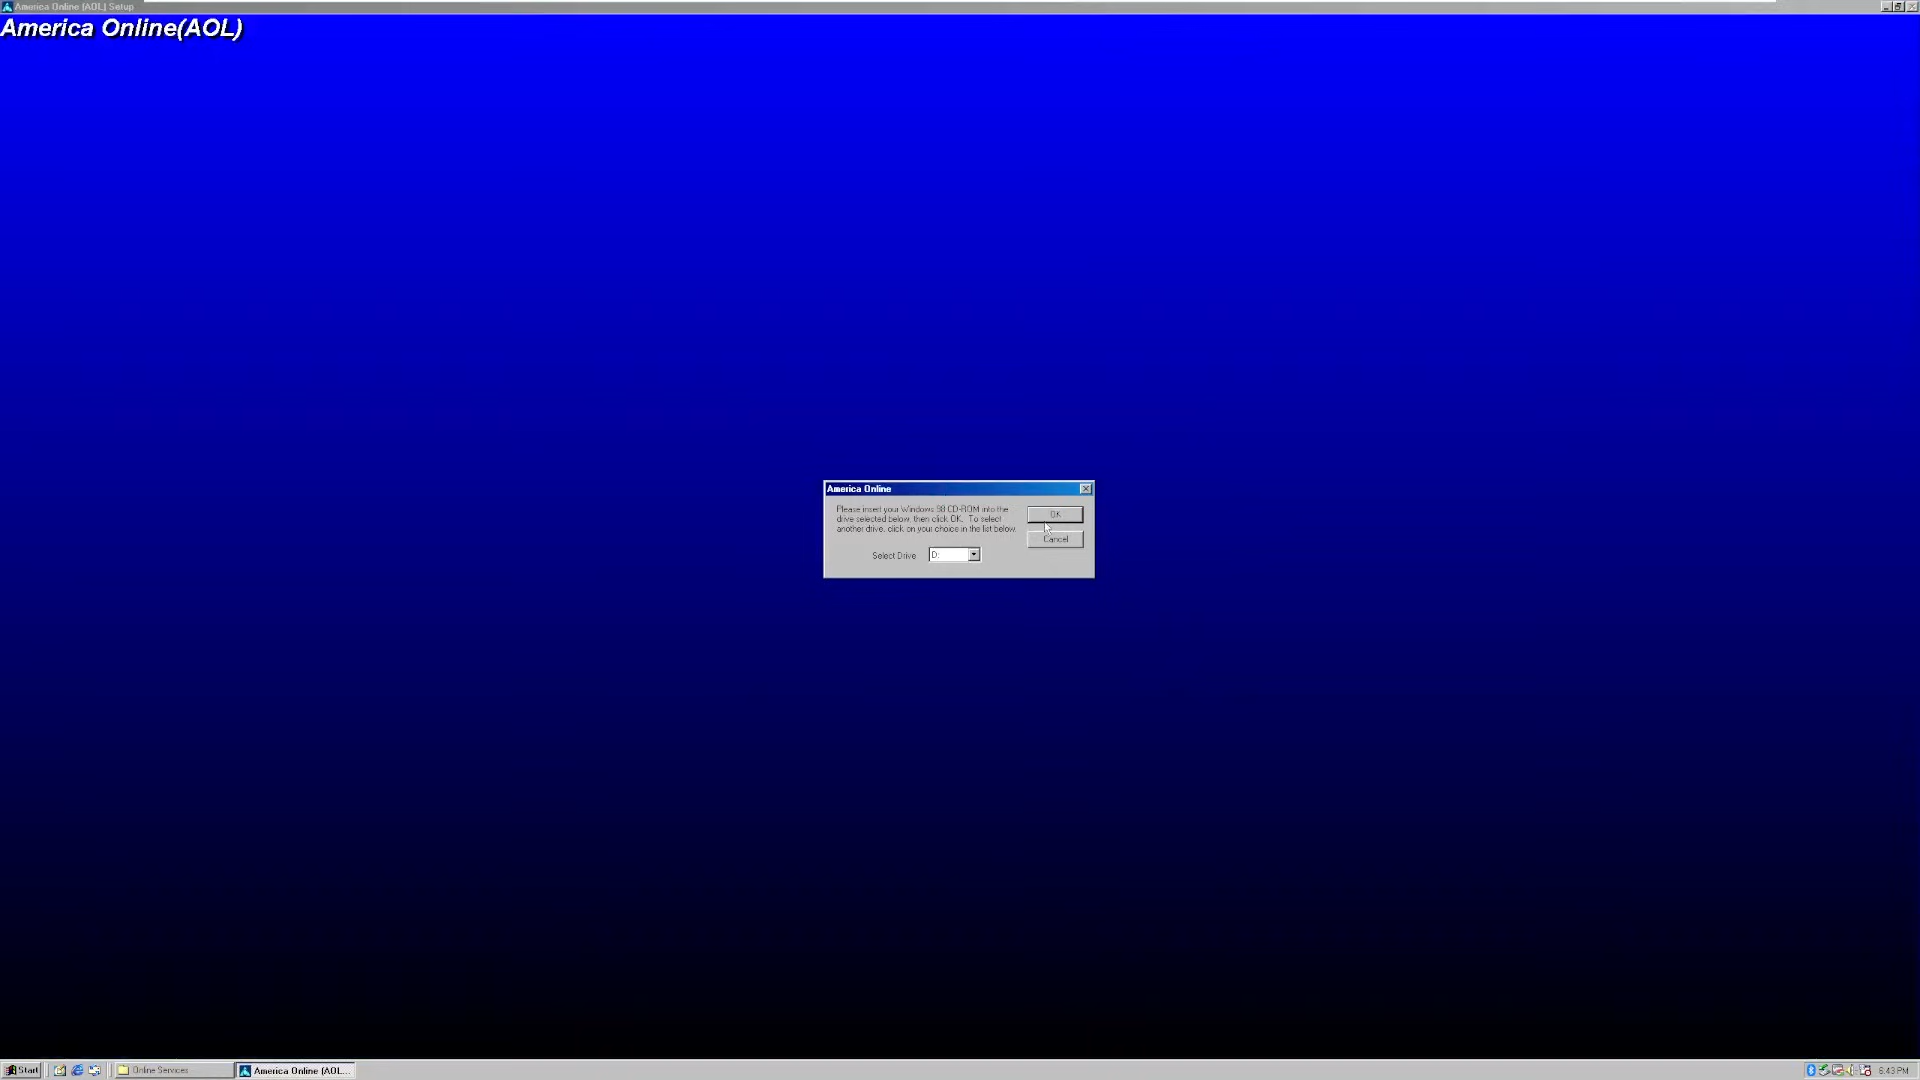 America Online (AOL) Setup
America Online(AOL)
America Online
Please insert your Windows 98 CD-ROM into the
drive selected below, then click OK. To select
another drive, click on your choice in the list below.
OK
Cancel
Select Drive
D:
Start
Online Services
America Online (AOL...
6:43 PM